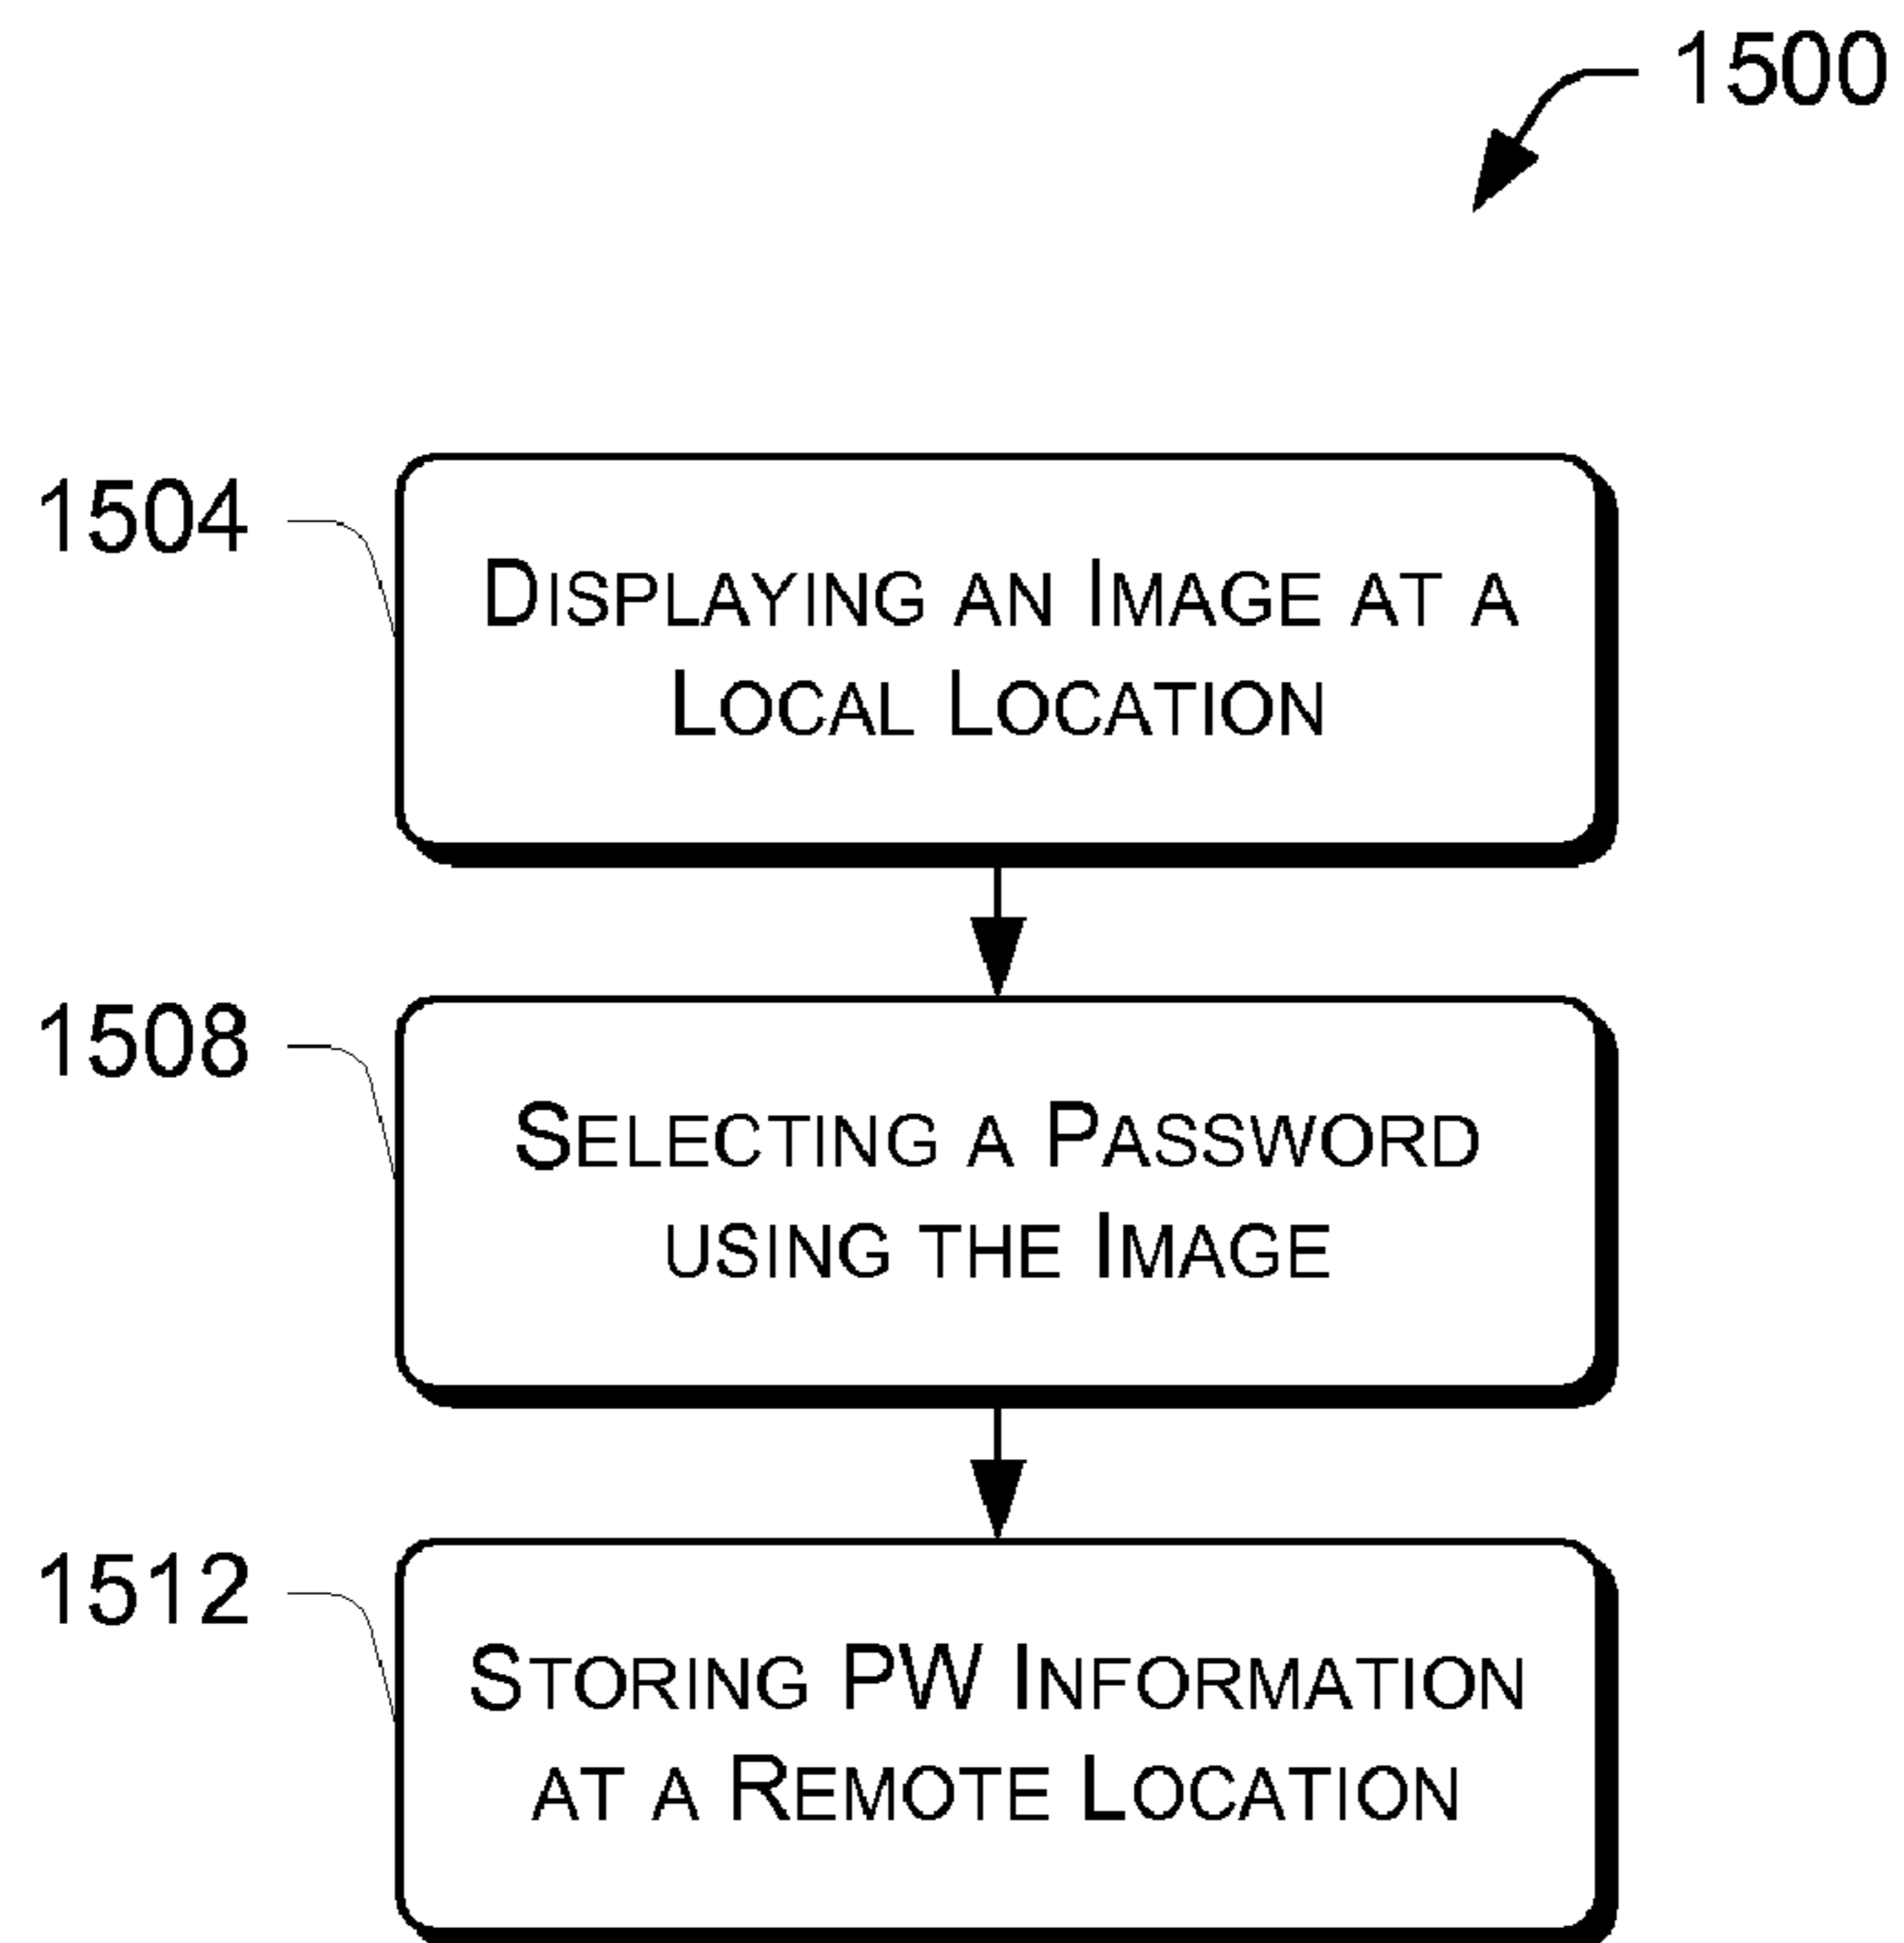 1500
1504
DISPLAYING AN IMAGE AT A
LOCAL LOCATION
1508
SELECTING A PASSWORD
USING THE IMAGE
1512
STORING PW INFORMATION
AT A REMOTE LOCATION